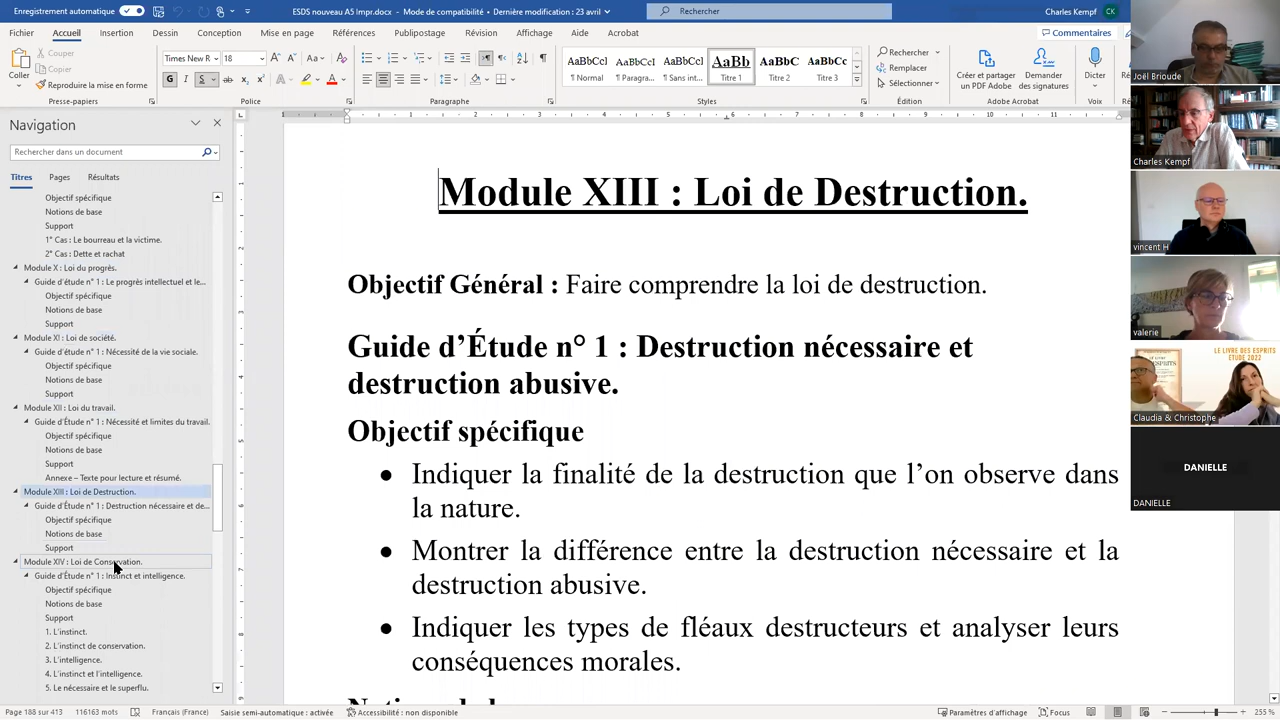 Enregistrement automatique
ESDS nouveau A5 Impr.docx - Mode de compatibilité • Dernière modification : 23 avril
Rechercher
Charles Kempf
CK
Fichier Accueil Insertion Dessin Conception Mise en page Références Publipostage Révision Affichage Aide Acrobat
Commentaires
Coller
Couper
Copier
Reproduire la mise en forme
Times New R
18
AaBbCcI AaBbCcI AaBbCcI AaBb AaBbC AaBbCc
¶ Normal ¶ Paragra... ¶ Sans int... Titre 1 Titre 2 Titre 3
Rechercher
Remplacer
Sélectionner
Créer et partager un PDF Adobe
Demander des signatures
Dicter
Presse-papiers Police Paragraphe Styles Édition Adobe Acrobat Voix
Navigation
Rechercher dans un document
Titres Pages Résultats
Objectif spécifique
Notions de base
Support
1° Cas : Le bourreau et la victime.
2° Cas : Dette et rachat
Module X : Loi du progrès.
Guide d'étude n° 1 : Le progrès intellectuel et le...
Objectif spécifique
Notions de base
Support
Module XI : Loi de société.
Guide d'étude n° 1 : Nécessité de la vie sociale.
Objectif spécifique
Notions de base
Support
Module XII : Loi du travail.
Guide d'Étude n° 1 : Nécessité et limites du travail.
Objectif spécifique
Notions de base
Support
Annexe – Texte pour lecture et résumé.
Module XIII : Loi de Destruction.
Guide d'Étude n° 1 : Destruction nécessaire et de...
Objectif spécifique
Notions de base
Support
Module XIV : Loi de Conservation.
Guide d'Étude n° 1 : Instinct et intelligence.
Objectif spécifique
Notions de base
Support
1. L'instinct.
2. L'instinct de conservation.
3. L'intelligence.
4. L'instinct et l'intelligence.
5. Le nécessaire et le superflu.
Module XIII : Loi de Destruction.
Objectif Général : Faire comprendre la loi de destruction.
Guide d'Étude n° 1 : Destruction nécessaire et
destruction abusive.
Objectif spécifique
• Indiquer la finalité de la destruction que l'on observe dans
la nature.
• Montrer la différence entre la destruction nécessaire et la
destruction abusive.
• Indiquer les types de fléaux destructeurs et analyser leurs
conséquences morales.
Joël Brioude
Charles Kempf
vincent H
valerie
LE LIVRE DES ESPRITS
ETUDE 2022
Claudia & Christophe
DANIELLE
DANIELLE
Page 188 sur 413 116163 mots Français (France) Saisie semi-automatique : activée Accessibilité : non disponible Paramètres d'affichage Focus 255 %